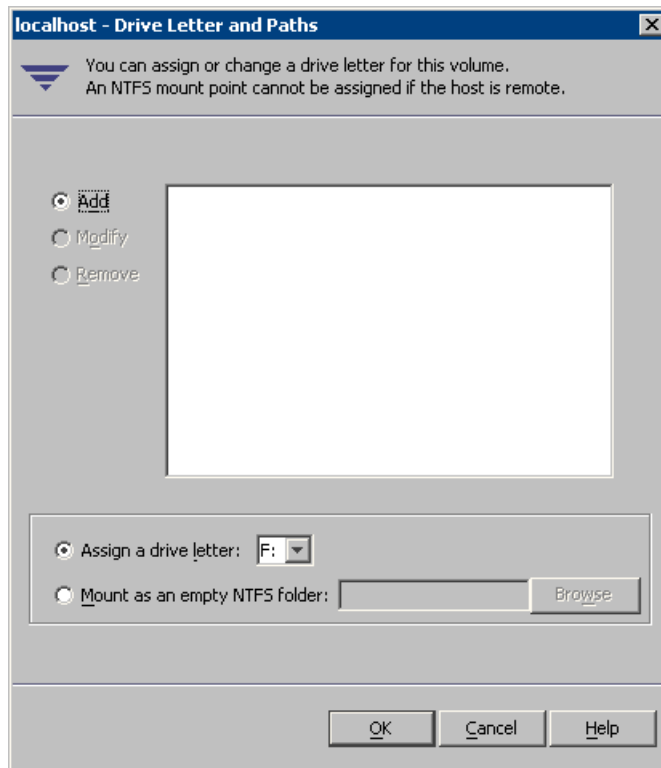 localhost - Drive Letter and Paths
You can assign or change a drive letter for this volume.
An NTFS mount point cannot be assigned if the host is remote.
Add
Modify
Remove
Assign a drive letter: F:
Mount as an empty NTFS folder: Browse
OK Cancel Help